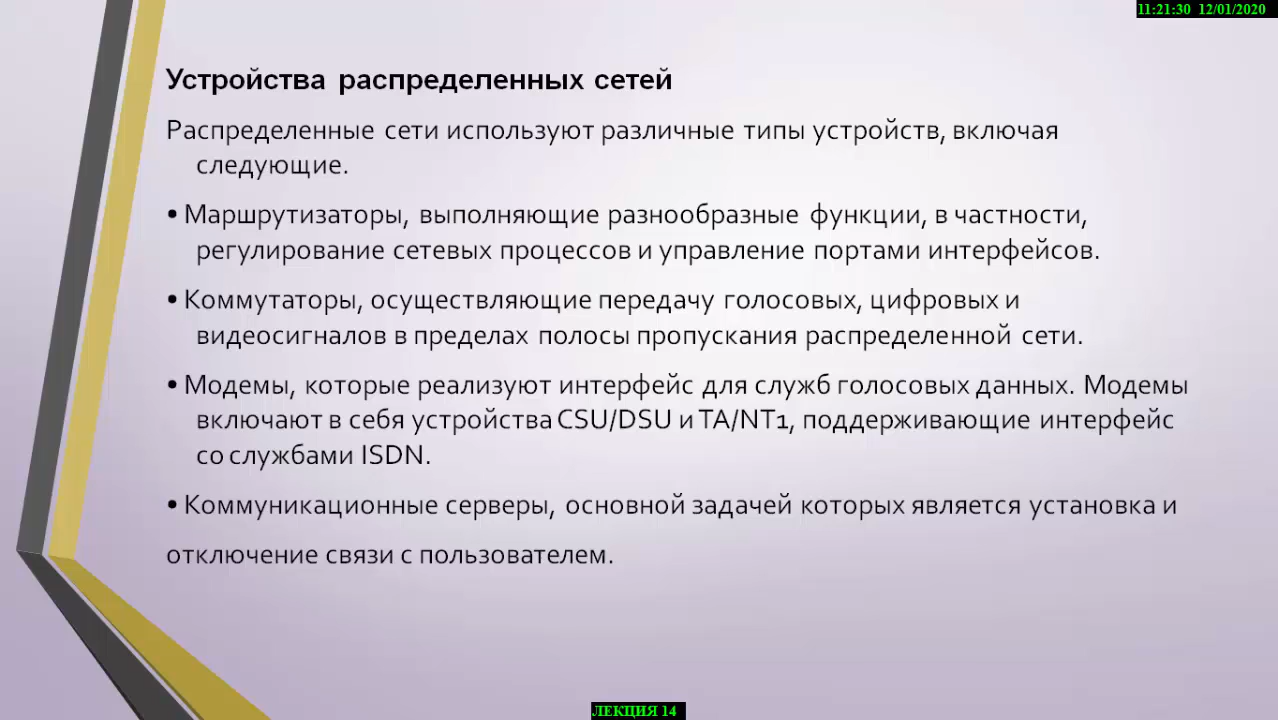 11:21:30 12/01/2020
Устройства распределенных сетей
Распределенные сети используют различные типы устройств, включая
следующие.
• Маршрутизаторы, выполняющие разнообразные функции, в частности,
регулирование сетевых процессов и управление портами интерфейсов.
• Коммутаторы, осуществляющие передачу голосовых, цифровых и
видеосигналов в пределах полосы пропускания распределенной сети.
• Модемы, которые реализуют интерфейс для служб голосовых данных. Модемы
включают в себя устройства CSU/DSU и TA/NT1, поддерживающие интерфейс
со службами ISDN.
• Коммуникационные серверы, основной задачей которых является установка и
отключение связи с пользователем.
ЛЕКЦИЯ 14